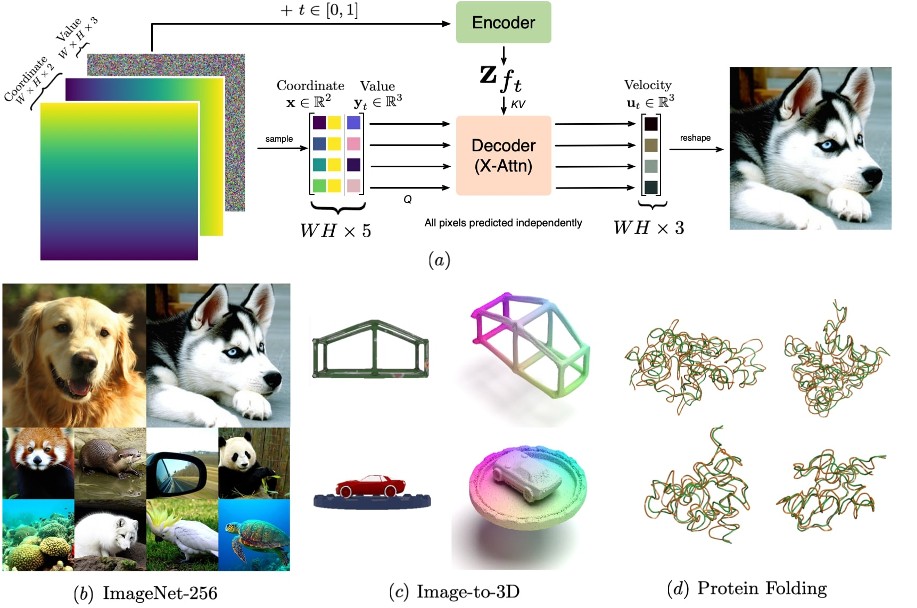 + t ∈ [0, 1]
Encoder
Value
W × H × 3
Coordinate
W × H × 2
z f_t
KV
Coordinate
x ∈ ℝ²
Value
y_t ∈ ℝ³
Velocity
u_t ∈ ℝ³
sample
Decoder
(X-Attn)
reshape
Q
WH × 5
All pixels predicted independently
WH × 3
(a)
(b) ImageNet-256
(c) Image-to-3D
(d) Protein Folding